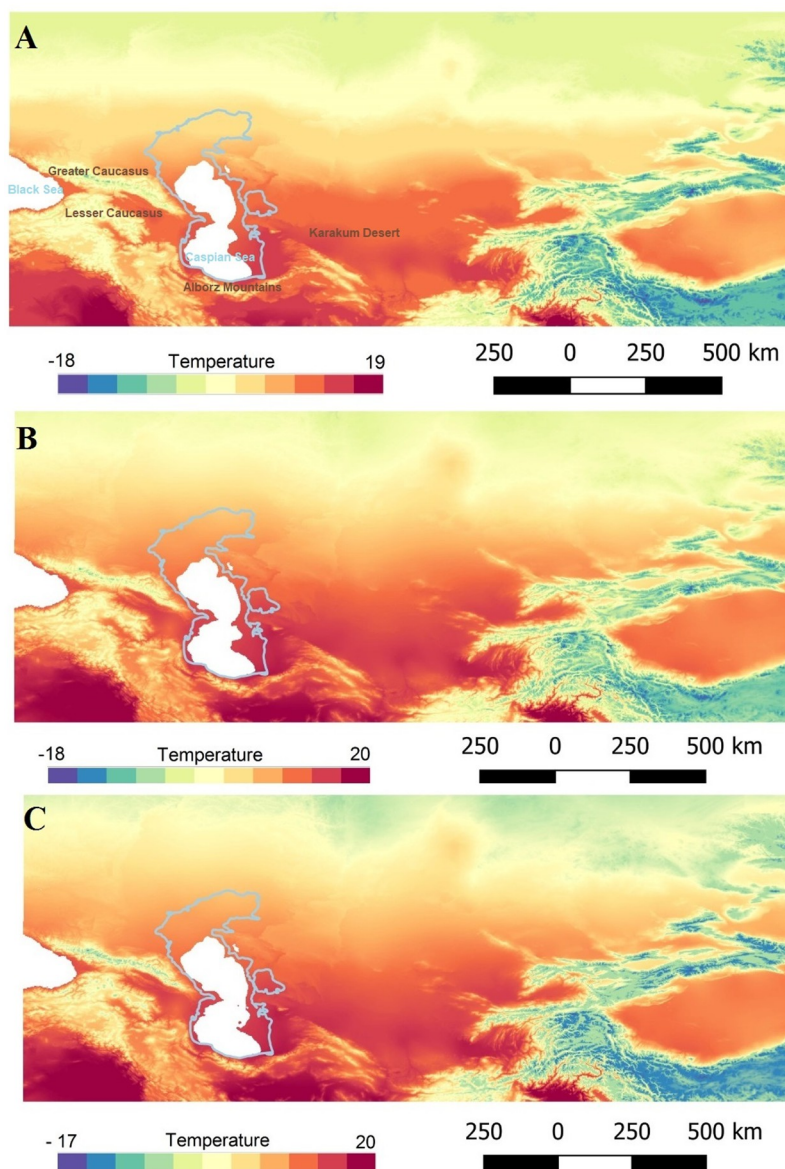 A
Greater Caucasus
Black Sea
Lesser Caucasus
Karakum Desert
Caspian Sea
Alborz Mountains
-18 Temperature 19
250 0 250 500 km
B
-18 Temperature 20
250 0 250 500 km
C
- 17 Temperature 20
250 0 250 500 km